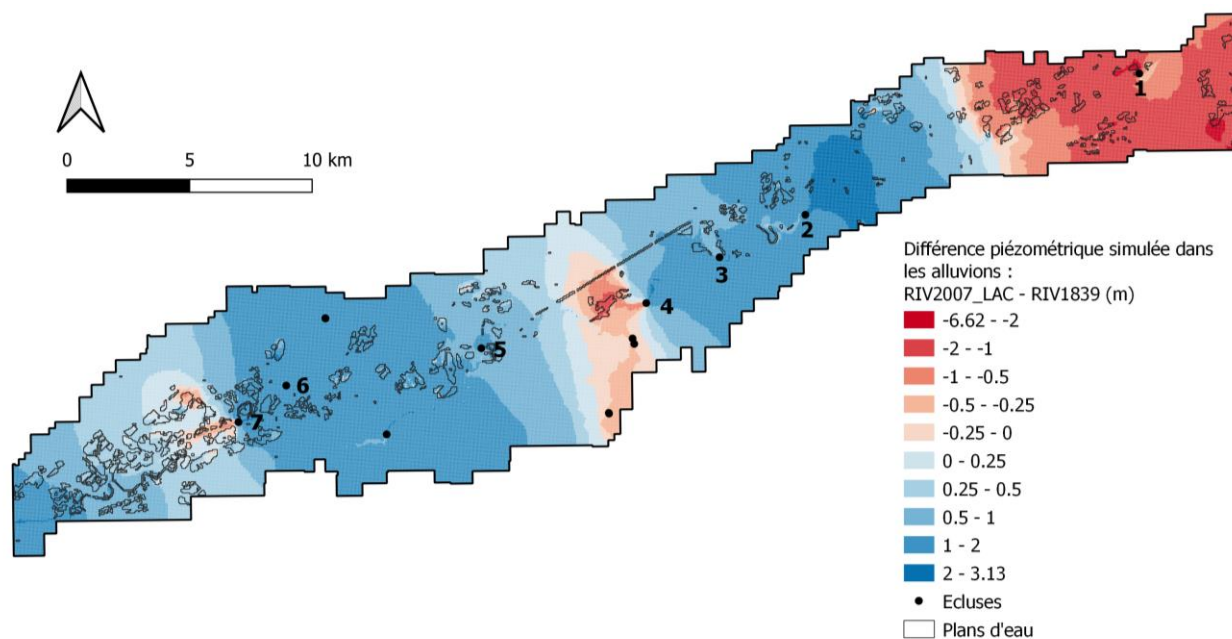 0 5 10 km
1
2
3
4
5
6
7
Différence piézométrique simulée dans
les alluvions :
RIV2007_LAC - RIV1839 (m)
-6.62 - -2
-2 - -1
-1 - -0.5
-0.5 - -0.25
-0.25 - 0
0 - 0.25
0.25 - 0.5
0.5 - 1
1 - 2
2 - 3.13
Ecluses
Plans d'eau